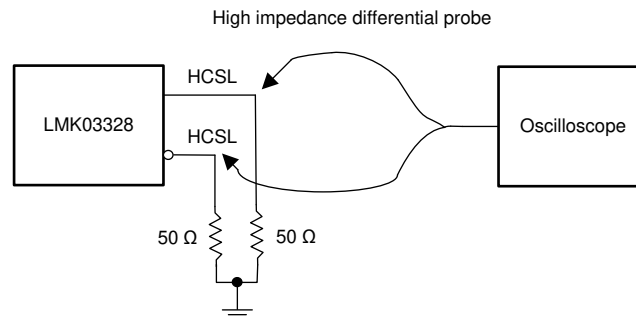 High impedance differential probe
HCSL
LMK03328
HCSL
Oscilloscope
50 Ω
50 Ω